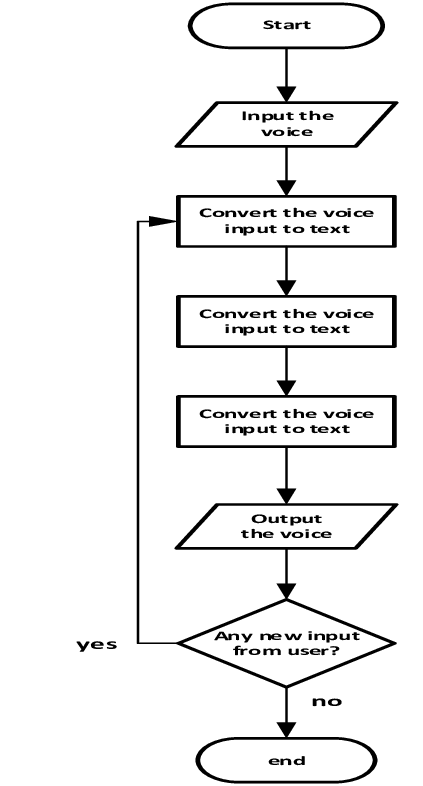 Start
Input the
voice
Convert the voice
input to text
Convert the voice
input to text
Convert the voice
input to text
Output
the voice
Any new input
from user?
yes
no
end